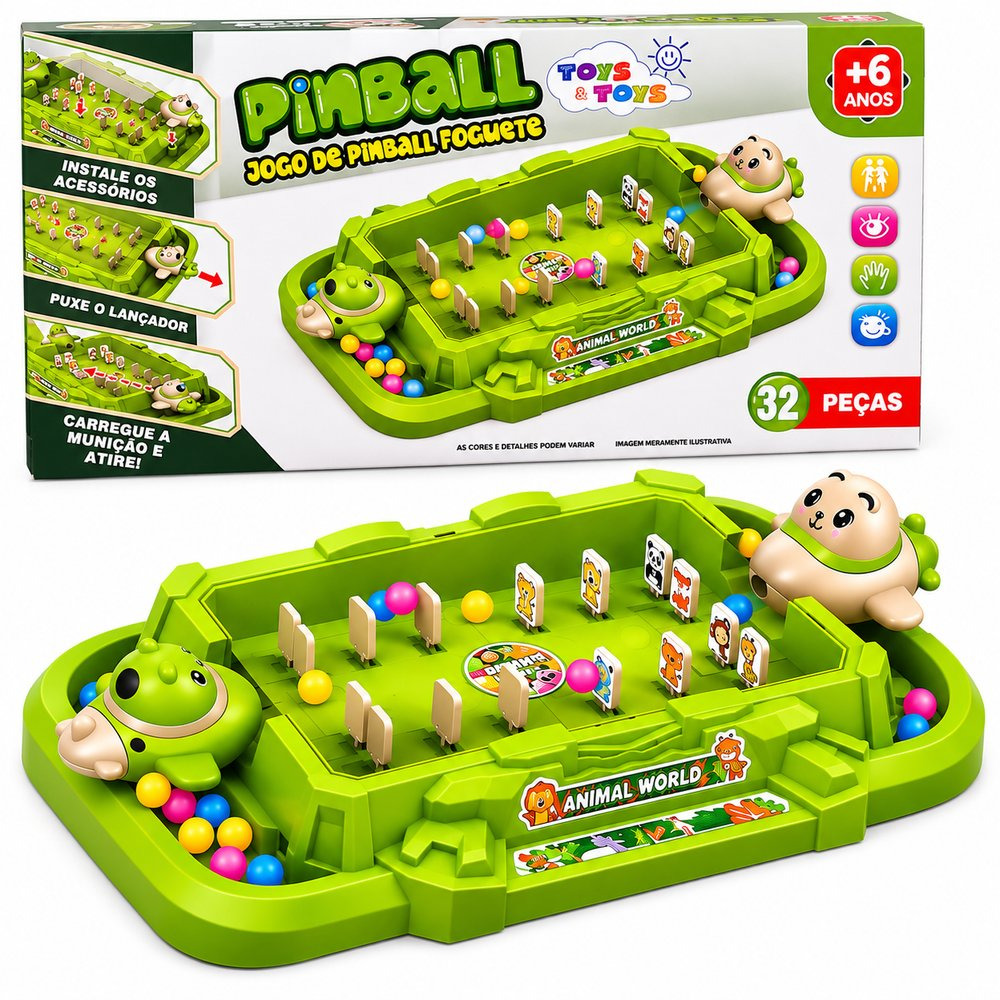 PINBALL
JOGO DE PINBALL FOGUETE
TOYS
& TOYS
+6
ANOS
INSTALE OS
ACESSÓRIOS
PUXE O LANÇADOR
CARREGUE A
MUNIÇÃO E
ATIRE!
ANIMAL WORLD
32 PEÇAS
AS CORES E DETALHES PODEM VARIAR
IMAGEM MERAMENTE ILUSTRATIVA
ANIMAL WORLD